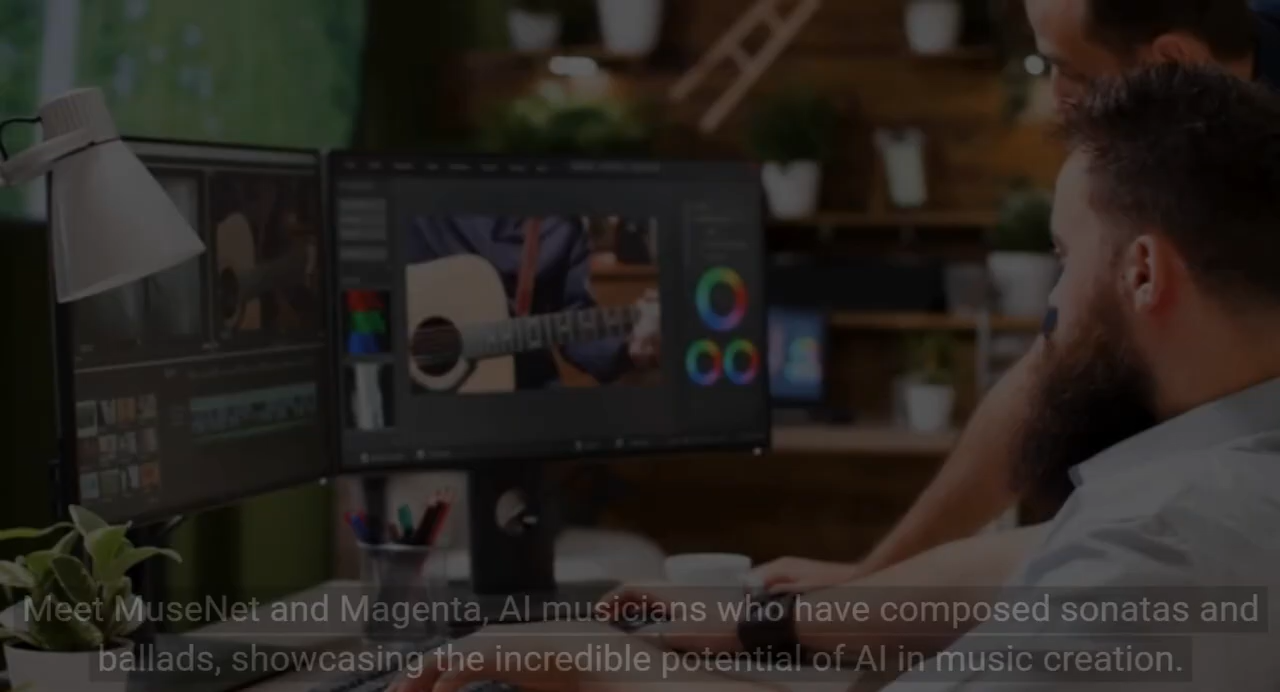 Meet MuseNet and Magenta, AI musicians who have composed sonatas and
ballads, showcasing the incredible potential of AI in music creation.